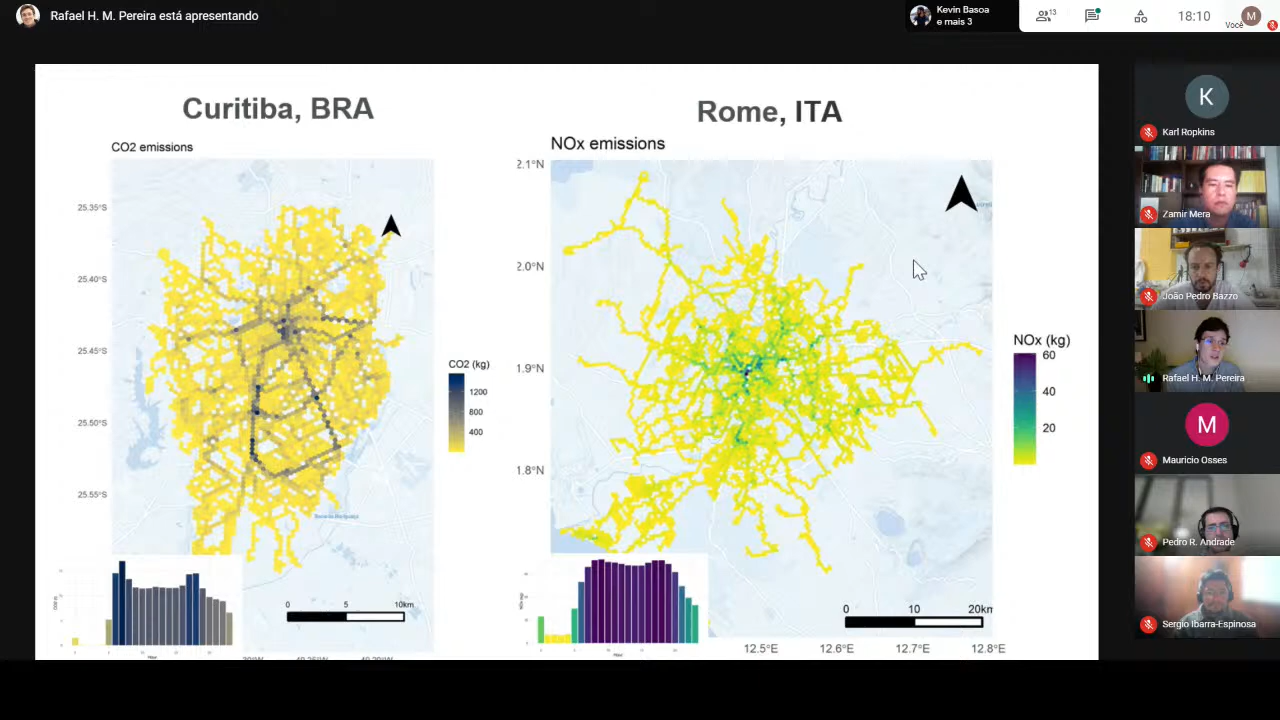 Rafael H. M. Pereira está apresentando
Kevin Basoa
e mais 3
13
18:10
M
Você
Curitiba, BRA
CO2 emissions
25.35°S
25.40°S
25.45°S
25.50°S
25.55°S
CO2 (kg)
1200
800
400
0
5
10km
Rome, ITA
NOx emissions
2.1°N
2.0°N
1.9°N
1.8°N
NOx (kg)
60
40
20
0
10
20km
12.5°E
12.6°E
12.7°E
12.8°E
K
Karl Ropkins
Zamir Mera
João Pedro Bazzo
Rafael H. M. Pereira
M
Mauricio Osses
Pedro R. Andrade
Sergio Ibarra-Espinosa